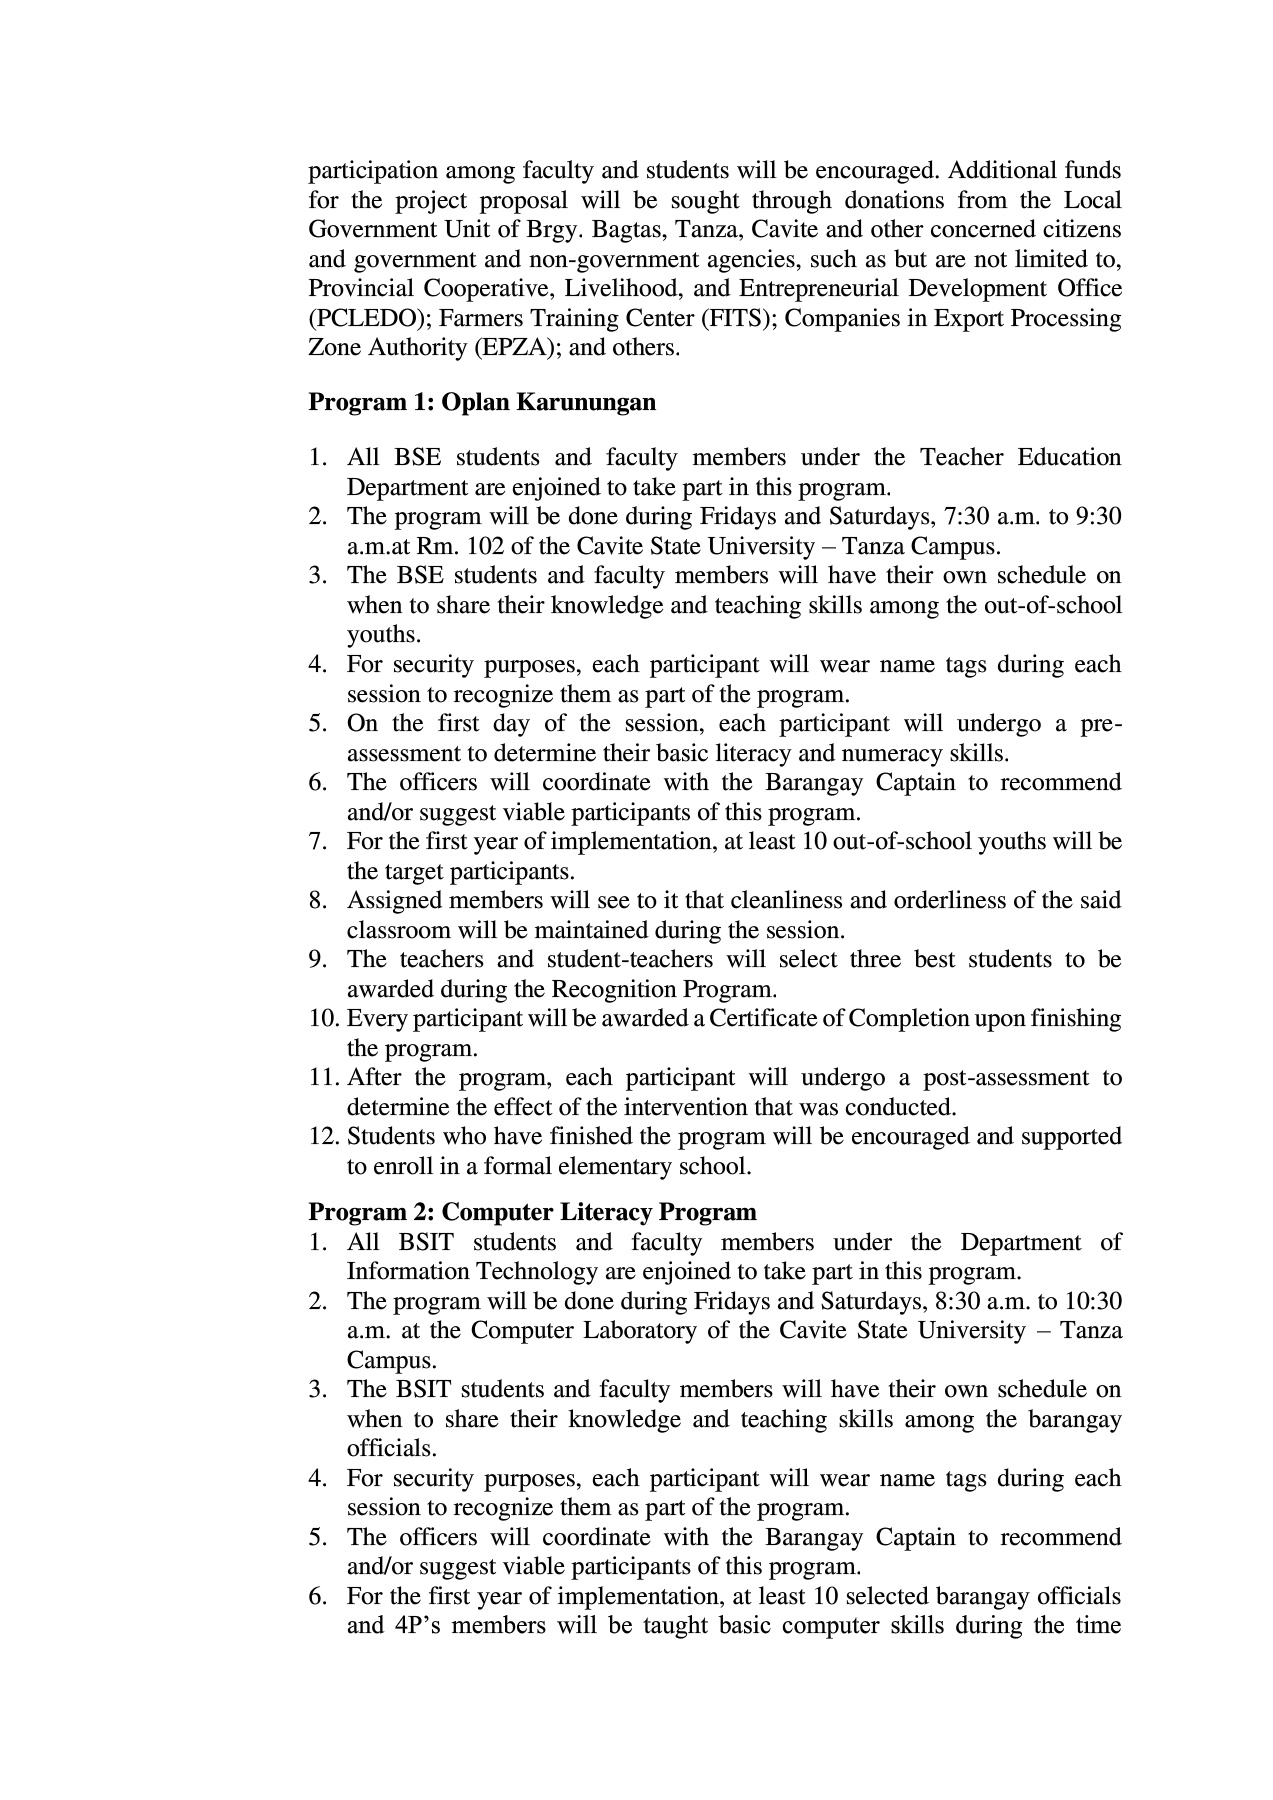 participation among faculty and students will be encouraged. Additional funds
for the project proposal will be sought through donations from the Local
Government Unit of Brgy. Bagtas, Tanza, Cavite and other concerned citizens
and government and non-government agencies, such as but are not limited to,
Provincial Cooperative, Livelihood, and Entrepreneurial Development Office
(PCLEDO); Farmers Training Center (FITS); Companies in Export Processing
Zone Authority (EPZA); and others.
Program 1: Oplan Karunungan
1. All BSE students and faculty members under the Teacher Education
Department are enjoined to take part in this program.
2. The program will be done during Fridays and Saturdays, 7:30 a.m. to 9:30
a.m.at Rm. 102 of the Cavite State University – Tanza Campus.
3. The BSE students and faculty members will have their own schedule on
when to share their knowledge and teaching skills among the out-of-school
youths.
4. For security purposes, each participant will wear name tags during each
session to recognize them as part of the program.
5. On the first day of the session, each participant will undergo a pre-
assessment to determine their basic literacy and numeracy skills.
6. The officers will coordinate with the Barangay Captain to recommend
and/or suggest viable participants of this program.
7. For the first year of implementation, at least 10 out-of-school youths will be
the target participants.
8. Assigned members will see to it that cleanliness and orderliness of the said
classroom will be maintained during the session.
9. The teachers and student-teachers will select three best students to be
awarded during the Recognition Program.
10. Every participant will be awarded a Certificate of Completion upon finishing
the program.
11. After the program, each participant will undergo a post-assessment to
determine the effect of the intervention that was conducted.
12. Students who have finished the program will be encouraged and supported
to enroll in a formal elementary school.
Program 2: Computer Literacy Program
1. All BSIT students and faculty members under the Department of
Information Technology are enjoined to take part in this program.
2. The program will be done during Fridays and Saturdays, 8:30 a.m. to 10:30
a.m. at the Computer Laboratory of the Cavite State University – Tanza
Campus.
3. The BSIT students and faculty members will have their own schedule on
when to share their knowledge and teaching skills among the barangay
officials.
4. For security purposes, each participant will wear name tags during each
session to recognize them as part of the program.
5. The officers will coordinate with the Barangay Captain to recommend
and/or suggest viable participants of this program.
6. For the first year of implementation, at least 10 selected barangay officials
and 4P’s members will be taught basic computer skills during the time